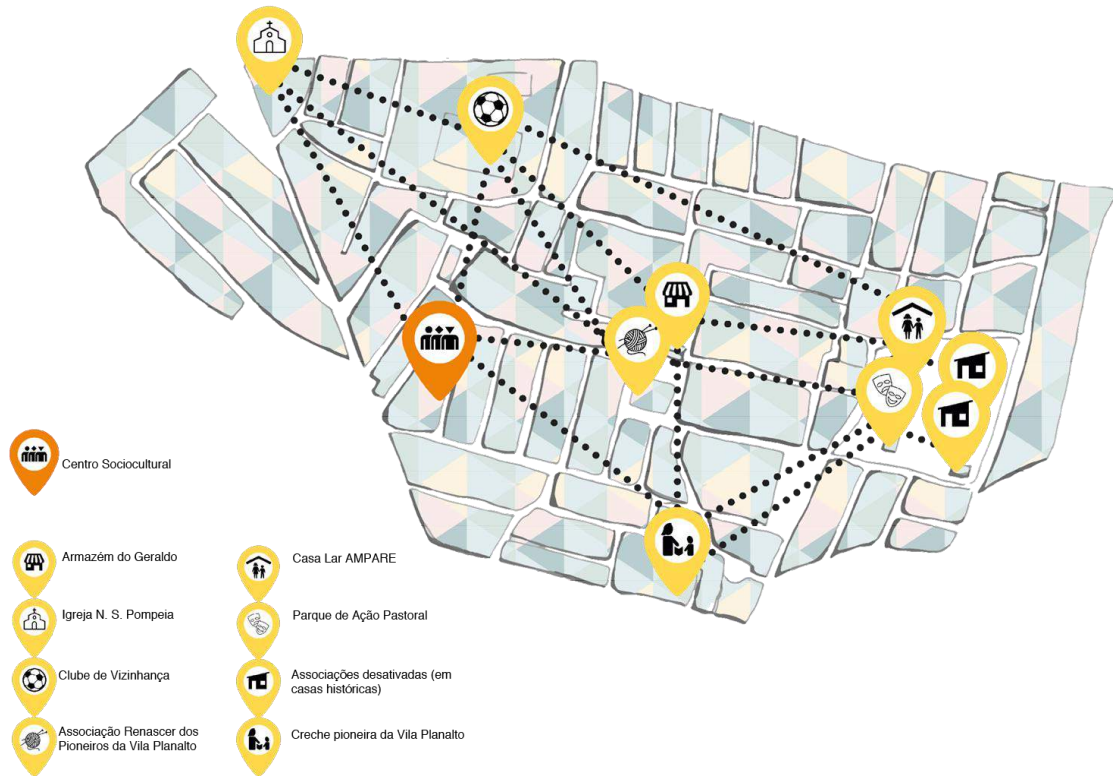 Centro Sociocultural
Armazém do Geraldo
Igreja N. S. Pompeia
Clube de Vizinhança
Associação Renascer dos
Pioneiros da Vila Planalto
Casa Lar AMPARE
Parque de Ação Pastoral
Associações desativadas (em
casas históricas)
Creche pioneira da Vila Planalto